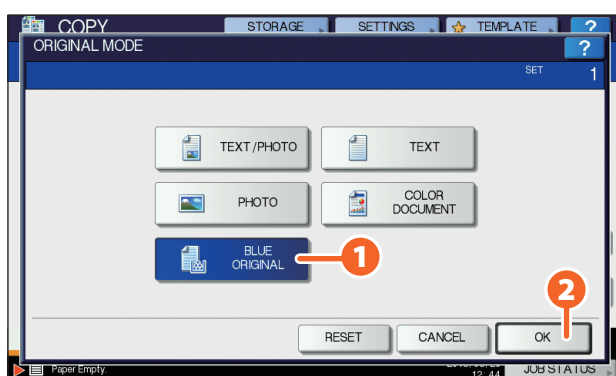 COPY STORAGE SETTINGS TEMPLATE ?
ORIGINAL MODE ?
SET 1
TEXT/PHOTO TEXT
PHOTO COLOR
DOCUMENT
BLUE
ORIGINAL 1
2
RESET CANCEL OK
Paper Empty. JOB STATUS
12:44